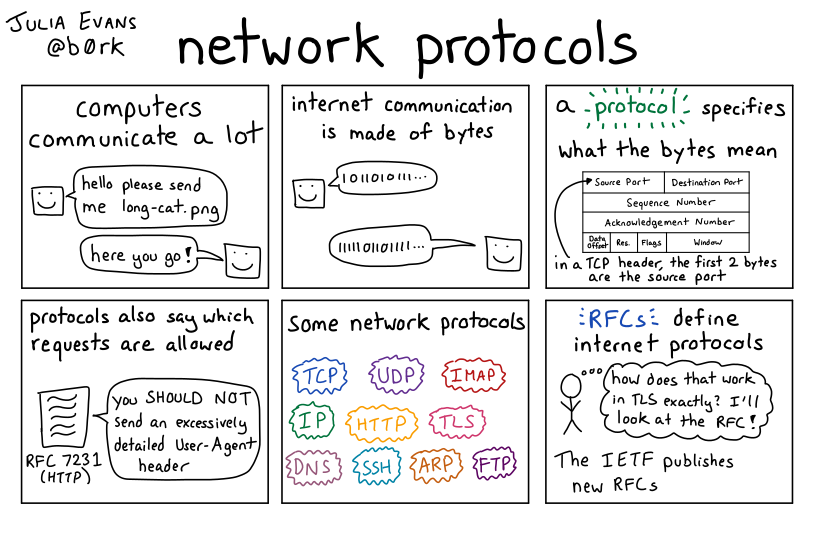 JULIA EVANS
@b0rk
network protocols
computers
communicate a lot
hello please send
me long-cat.png
here you go!
internet communication
is made of bytes
1011010111...
1111101101111...
a protocol specifies
what the bytes mean
Source Port Destination Port
Sequence Number
Acknowledgement Number
Data Offset Res. Flags Window
in a TCP header, the first 2 bytes
are the source port
protocols also say which
requests are allowed
you SHOULD NOT
send an excessively
detailed User-Agent
header
RFC 7231
(HTTP)
Some network protocols
TCP UDP IMAP
IP HTTP TLS
DNS SSH ARP FTP
RFCs define
internet protocols
how does that work
in TLS exactly? I'll
look at the RFC!
The IETF publishes
new RFCs